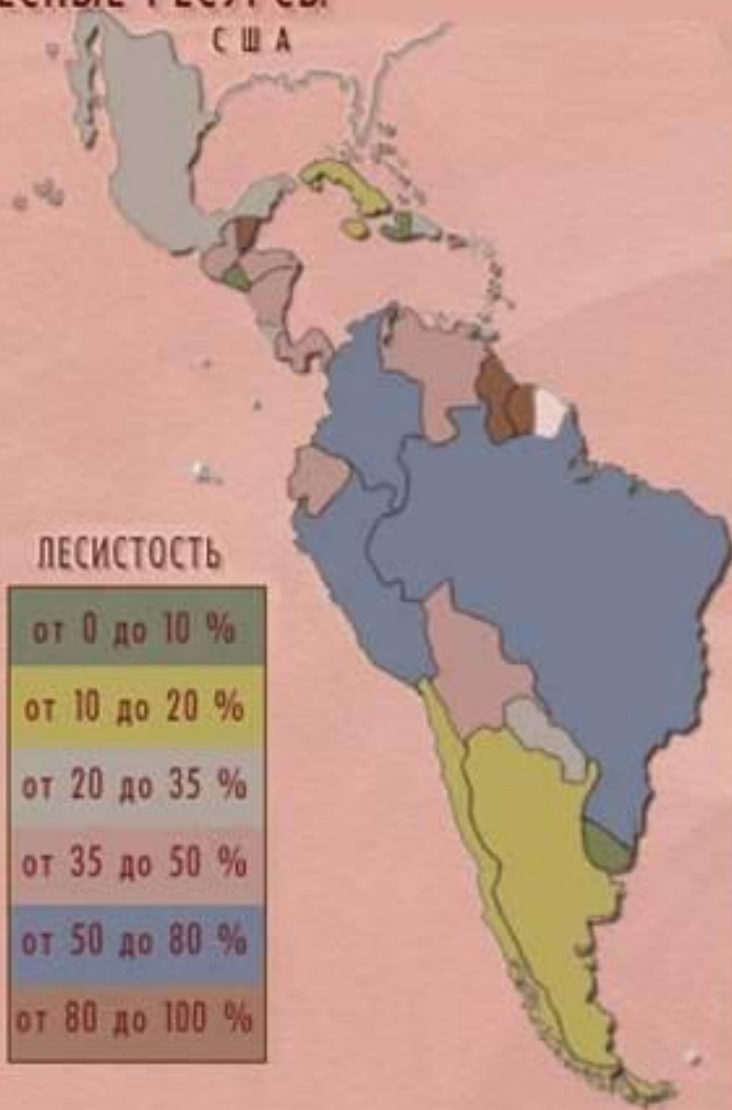 РЕСУРСЫ
США
ЛЕСИСТОСТЬ
от 0 до 10 %
от 10 до 20 %
от 20 до 35 %
от 35 до 50 %
от 50 до 80 %
от 80 до 100 %